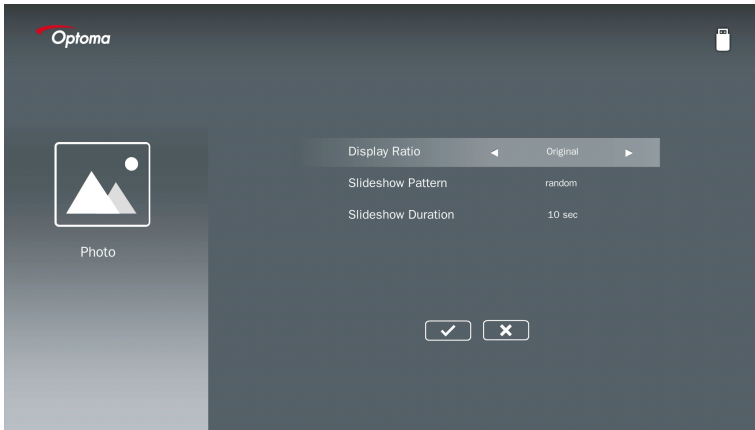 Optoma
Display Ratio Original
Slideshow Pattern random
Slideshow Duration 10 sec
Photo